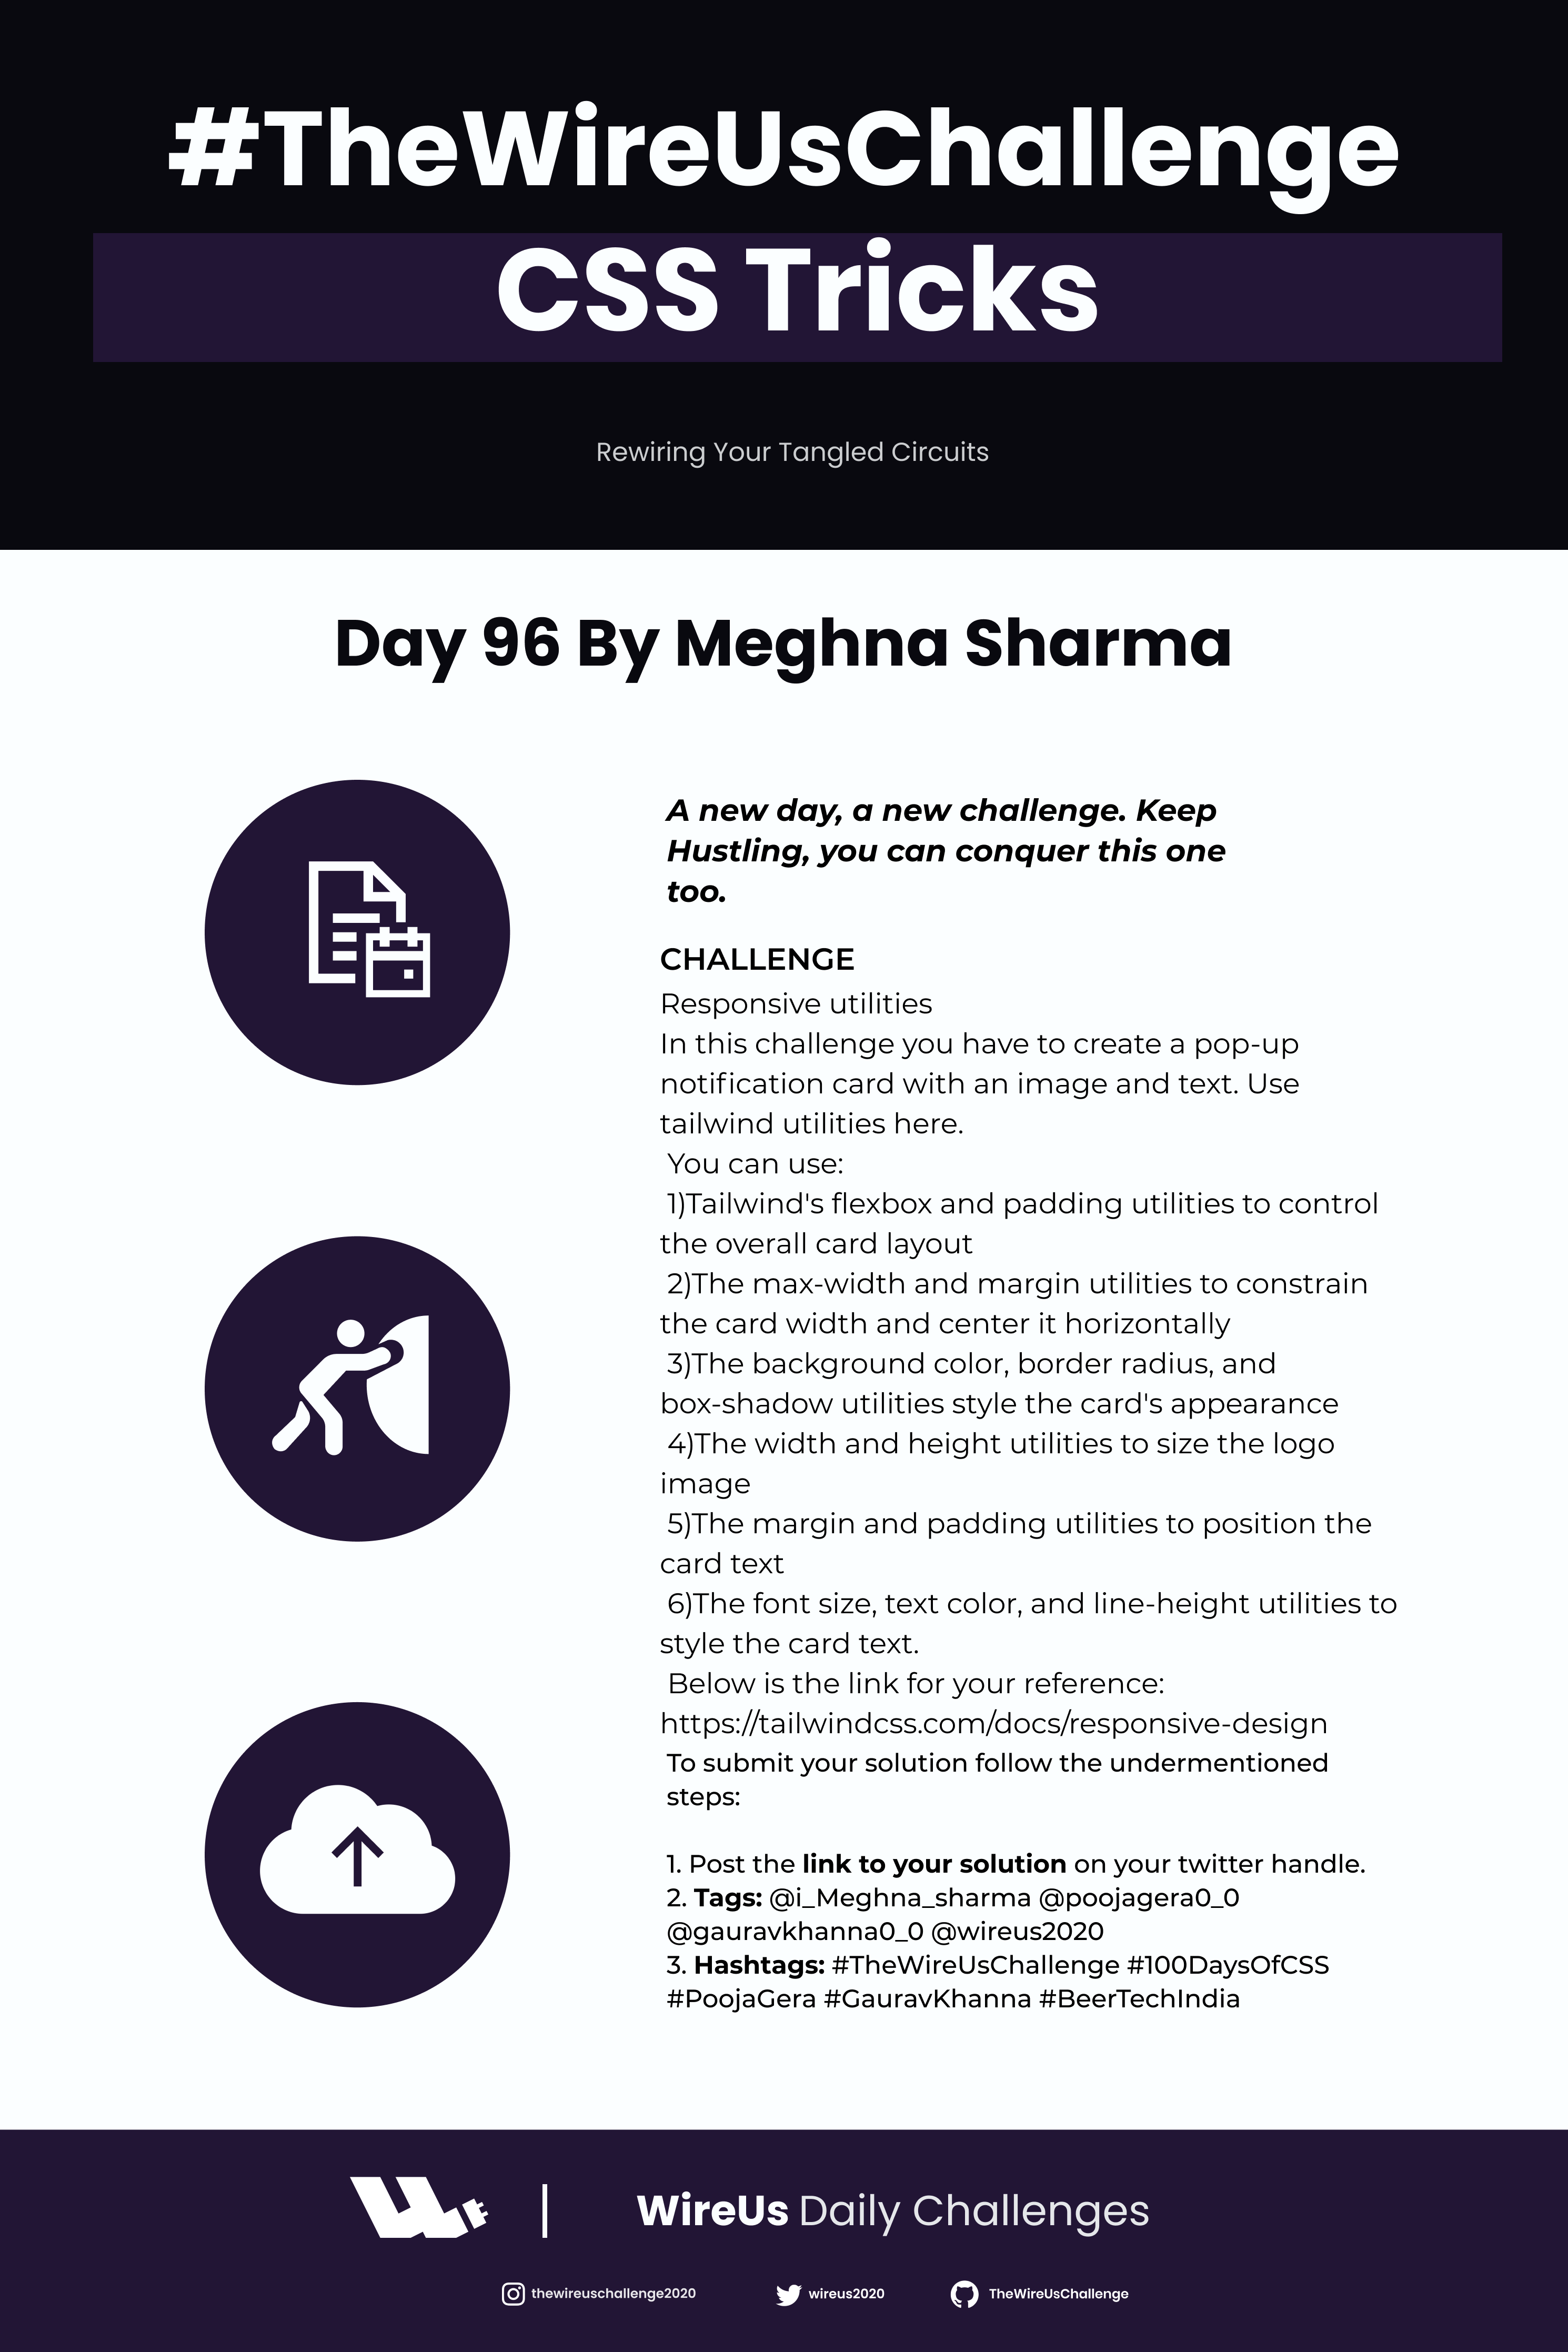 #TheWireUsChallenge
CSS Tricks
Rewiring Your Tangled Circuits
Day 96 By Meghna Sharma
A new day, a new challenge. Keep
Hustling, you can conquer this one
too.
CHALLENGE
Responsive utilities
In this challenge you have to create a pop-up
notification card with an image and text. Use
tailwind utilities here.
You can use:
1)Tailwind's flexbox and padding utilities to control
the overall card layout
2)The max-width and margin utilities to constrain
the card width and center it horizontally
3)The background color, border radius, and
box-shadow utilities style the card's appearance
4)The width and height utilities to size the logo
image
5)The margin and padding utilities to position the
card text
6)The font size, text color, and line-height utilities to
style the card text.
Below is the link for your reference:
https://tailwindcss.com/docs/responsive-design
To submit your solution follow the undermentioned
steps:
1. Post the link to your solution on your twitter handle.
2. Tags: @i_Meghna_sharma @poojagera0_0
@gauravkhanna0_0 @wireus2020
3. Hashtags: #TheWireUsChallenge #100DaysOfCSS
#PoojaGera #GauravKhanna #BeerTechIndia
WireUs Daily Challenges
thewireuschallenge2020 wireus2020 TheWireUsChallenge